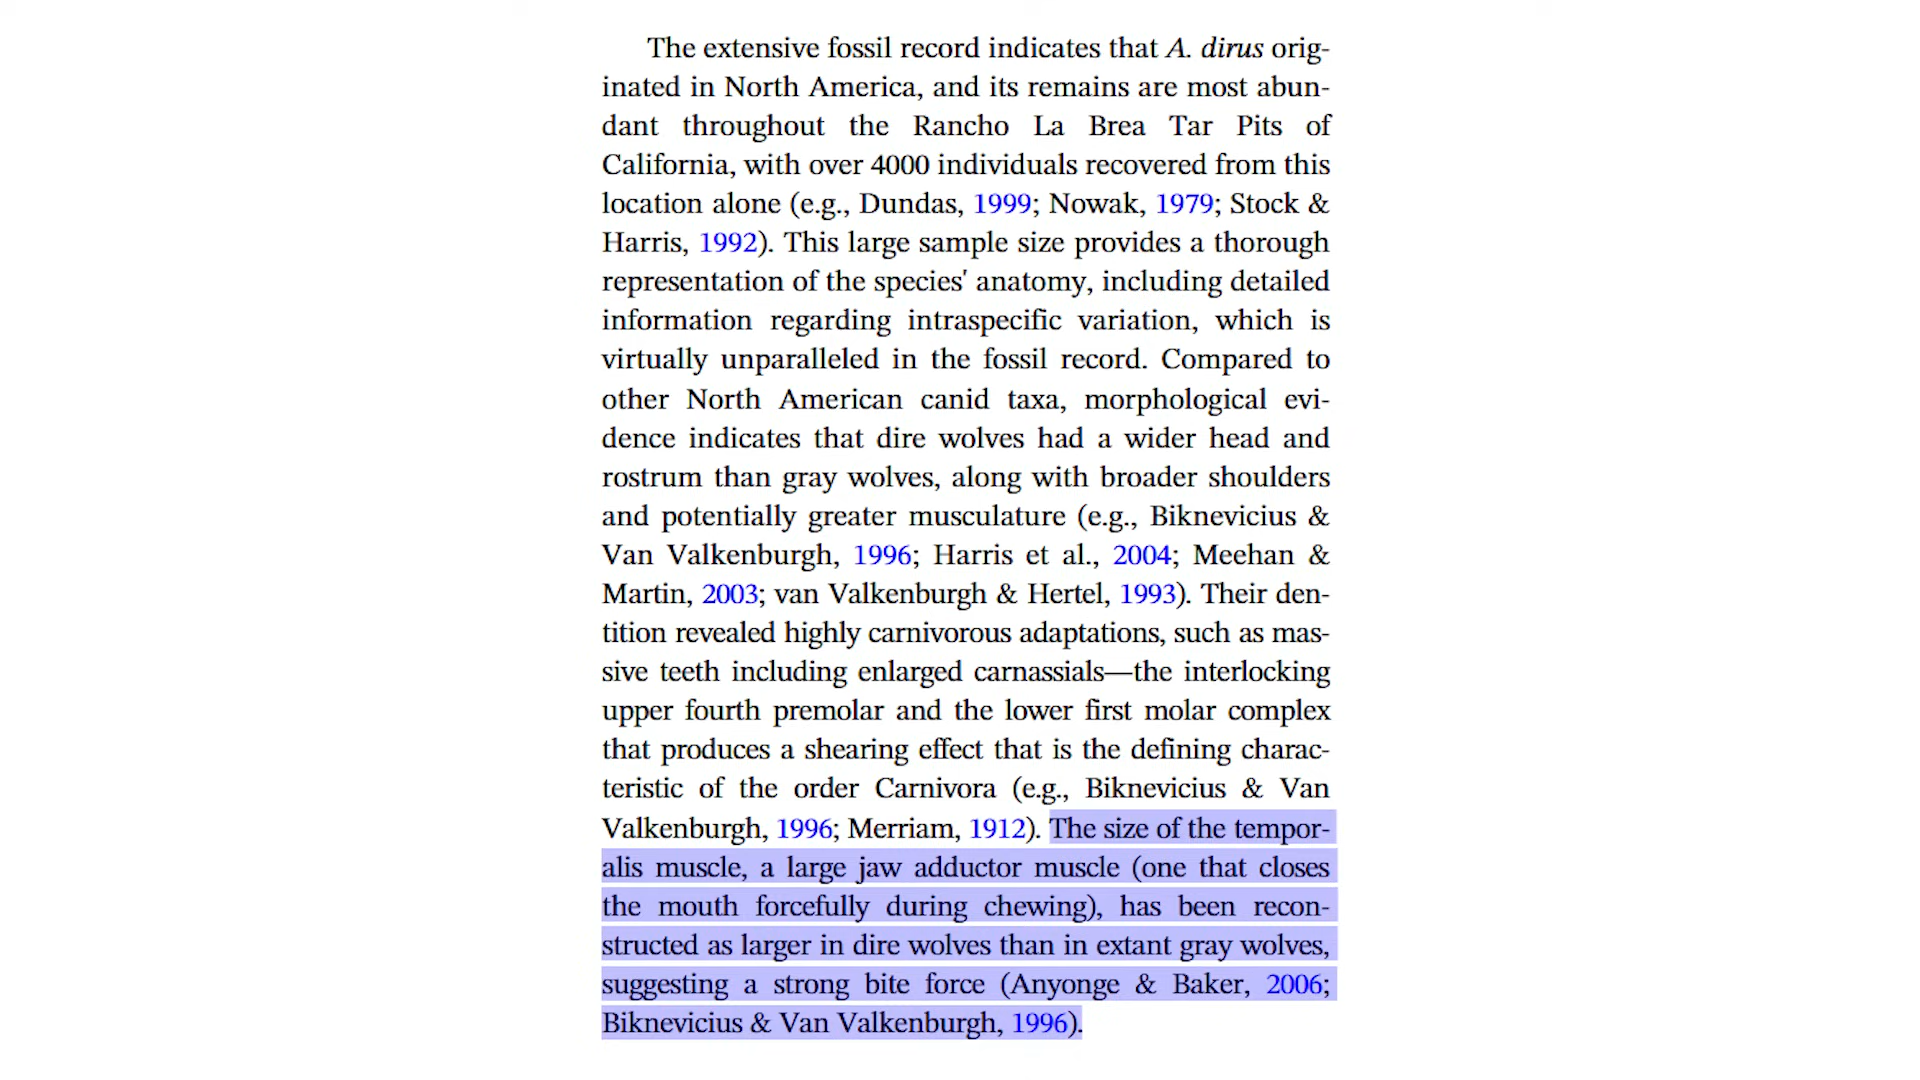 The extensive fossil record indicates that A. dirus orig-
inated in North America, and its remains are most abun-
dant throughout the Rancho La Brea Tar Pits of
California, with over 4000 individuals recovered from this
location alone (e.g., Dundas, 1999; Nowak, 1979; Stock &
Harris, 1992). This large sample size provides a thorough
representation of the species' anatomy, including detailed
information regarding intraspecific variation, which is
virtually unparalleled in the fossil record. Compared to
other North American canid taxa, morphological evi-
dence indicates that dire wolves had a wider head and
rostrum than gray wolves, along with broader shoulders
and potentially greater musculature (e.g., Biknevicius &
Van Valkenburgh, 1996; Harris et al., 2004; Meehan &
Martin, 2003; van Valkenburgh & Hertel, 1993). Their den-
tition revealed highly carnivorous adaptations, such as mas-
sive teeth including enlarged carnassials—the interlocking
upper fourth premolar and the lower first molar complex
that produces a shearing effect that is the defining charac-
teristic of the order Carnivora (e.g., Biknevicius & Van
Valkenburgh, 1996; Merriam, 1912). The size of the tempor-
alis muscle, a large jaw adductor muscle (one that closes
the mouth forcefully during chewing), has been recon-
structed as larger in dire wolves than in extant gray wolves,
suggesting a strong bite force (Anyonge & Baker, 2006;
Biknevicius & Van Valkenburgh, 1996).